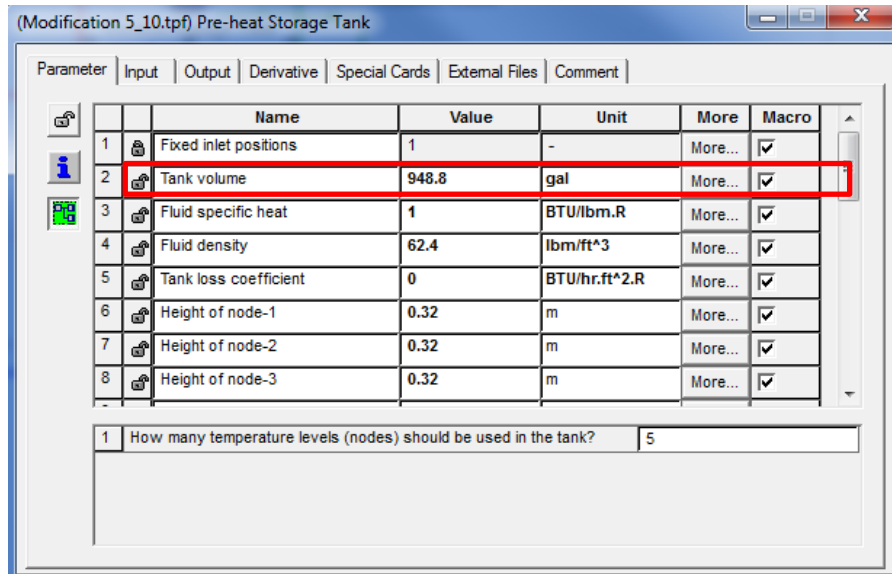 (Modification 5_10.tpf) Pre-heat Storage Tank
Parameter Input Output Derivative Special Cards External Files Comment
Name Value Unit More Macro
1 Fixed inlet positions 1 - More...
2 Tank volume 948.8 gal More...
3 Fluid specific heat 1 BTU/lbm.R More...
4 Fluid density 62.4 lbm/ft^3 More...
5 Tank loss coefficient 0 BTU/hr.ft^2.R More...
6 Height of node-1 0.32 m More...
7 Height of node-2 0.32 m More...
8 Height of node-3 0.32 m More...
1 How many temperature levels (nodes) should be used in the tank? 5